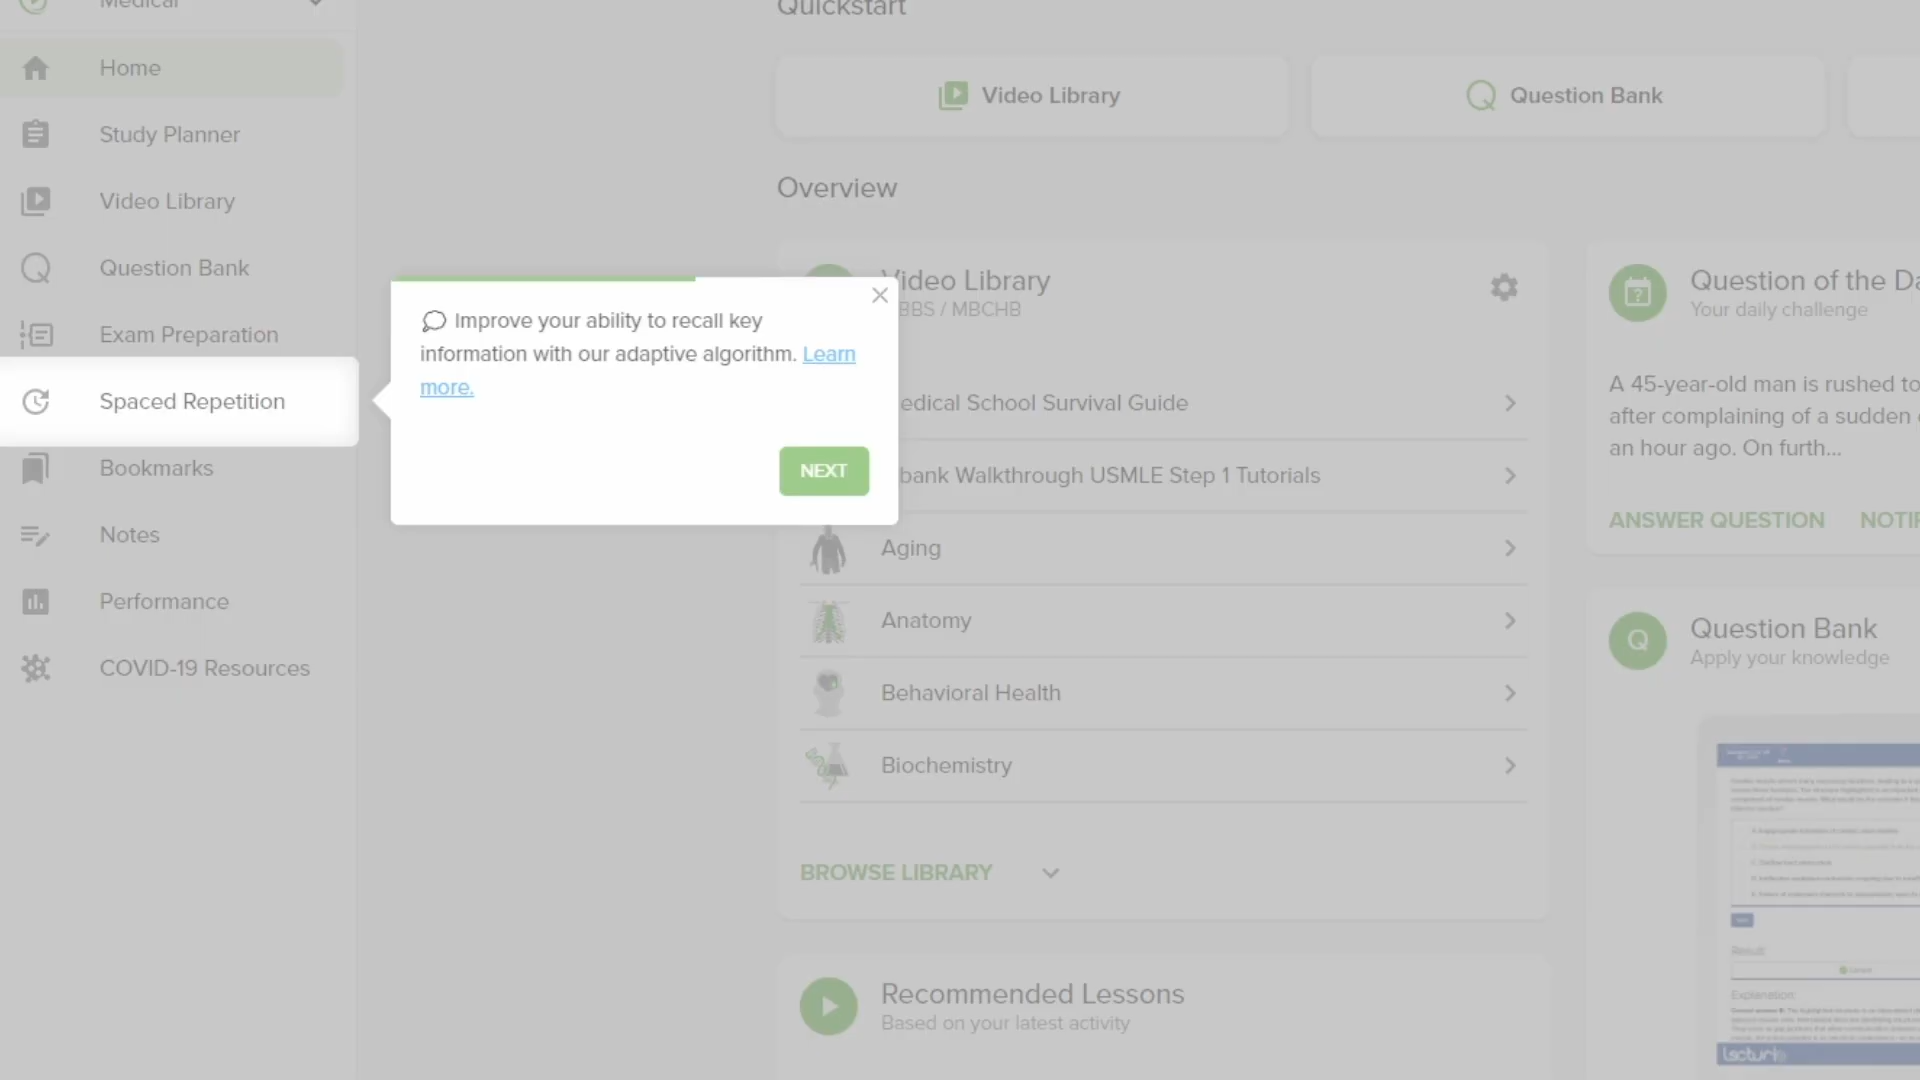 Medical
Home
Study Planner
Video Library
Question Bank
Exam Preparation
Spaced Repetition
Bookmarks
Notes
Performance
COVID-19 Resources
Improve your ability to recall key
information with our adaptive algorithm. Learn
more.
NEXT
Quickstart
Video Library
Question Bank
Overview
Video Library
BBS / MBCHB
edical School Survival Guide
bank Walkthrough USMLE Step 1 Tutorials
Aging
Anatomy
Behavioral Health
Biochemistry
BROWSE LIBRARY
Recommended Lessons
Based on your latest activity
Question of the Da
Your daily challenge
A 45-year-old man is rushed to
after complaining of a sudden
an hour ago. On furth...
ANSWER QUESTION NOTIF
Q
Question Bank
Apply your knowledge
Result:
Explanation:
lecturio